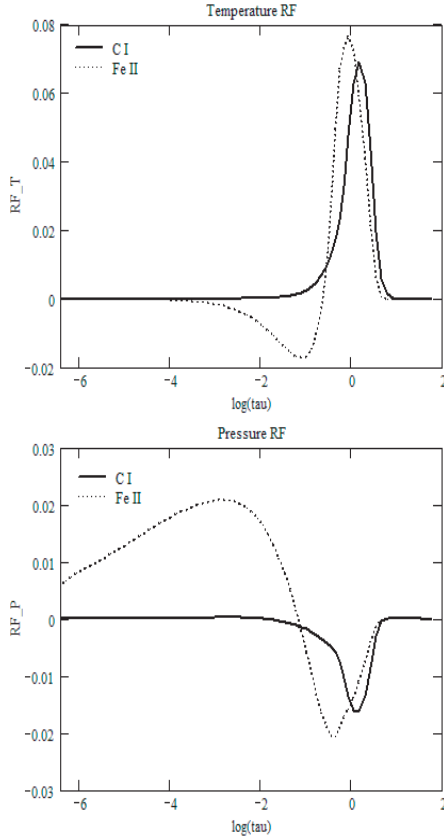 Temperature RF
0.08
C I
Fe II
0.06
0.04
RF_T
0.02
0
−0.02
−6 −4 −2 0 2
log(tau)
Pressure RF
0.03
C I
Fe II
0.02
0.01
RF_P
0
−0.01
−0.02
−0.03
−6 −4 −2 0 2
log(tau)